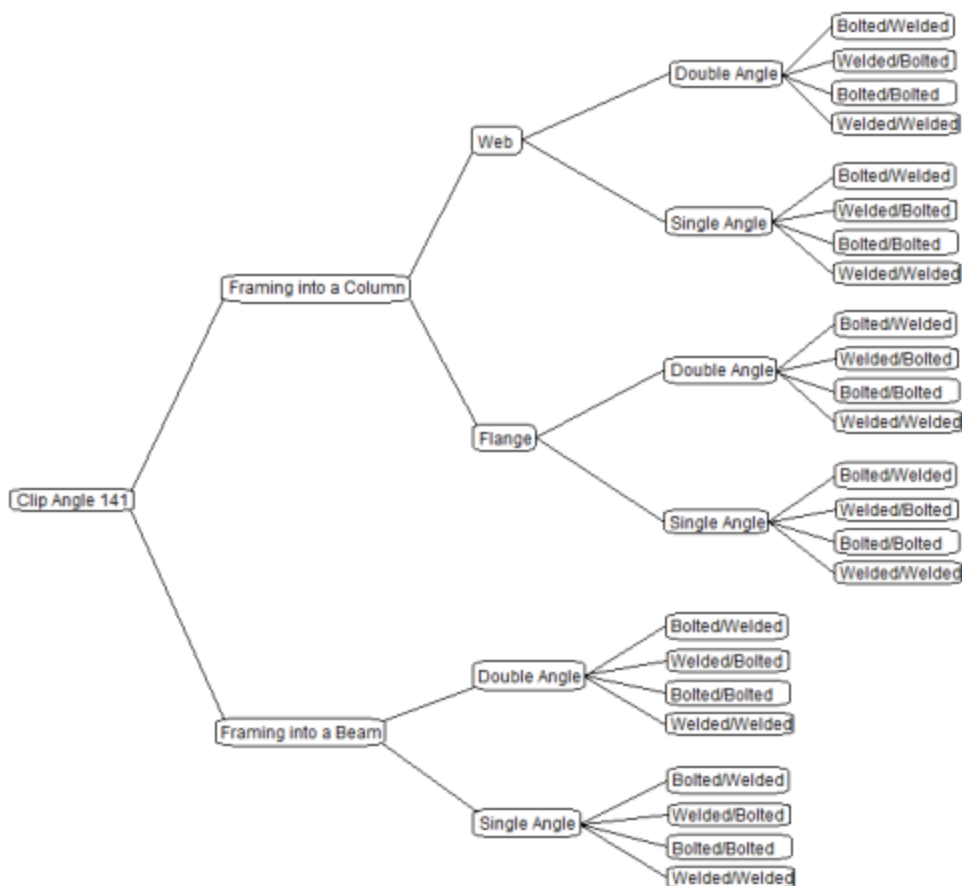 Bolted/Welded
Double Angle
Welded/Bolted
Bolted/Bolted
Welded/Welded
Web
Bolted/Welded
Single Angle
Welded/Bolted
Bolted/Bolted
Welded/Welded
Framing into a Column
Bolted/Welded
Double Angle
Welded/Bolted
Bolted/Bolted
Welded/Welded
Flange
Bolted/Welded
Single Angle
Welded/Bolted
Bolted/Bolted
Welded/Welded
Clip Angle 141
Bolted/Welded
Double Angle
Welded/Bolted
Bolted/Bolted
Welded/Welded
Framing into a Beam
Bolted/Welded
Single Angle
Welded/Bolted
Bolted/Bolted
Welded/Welded